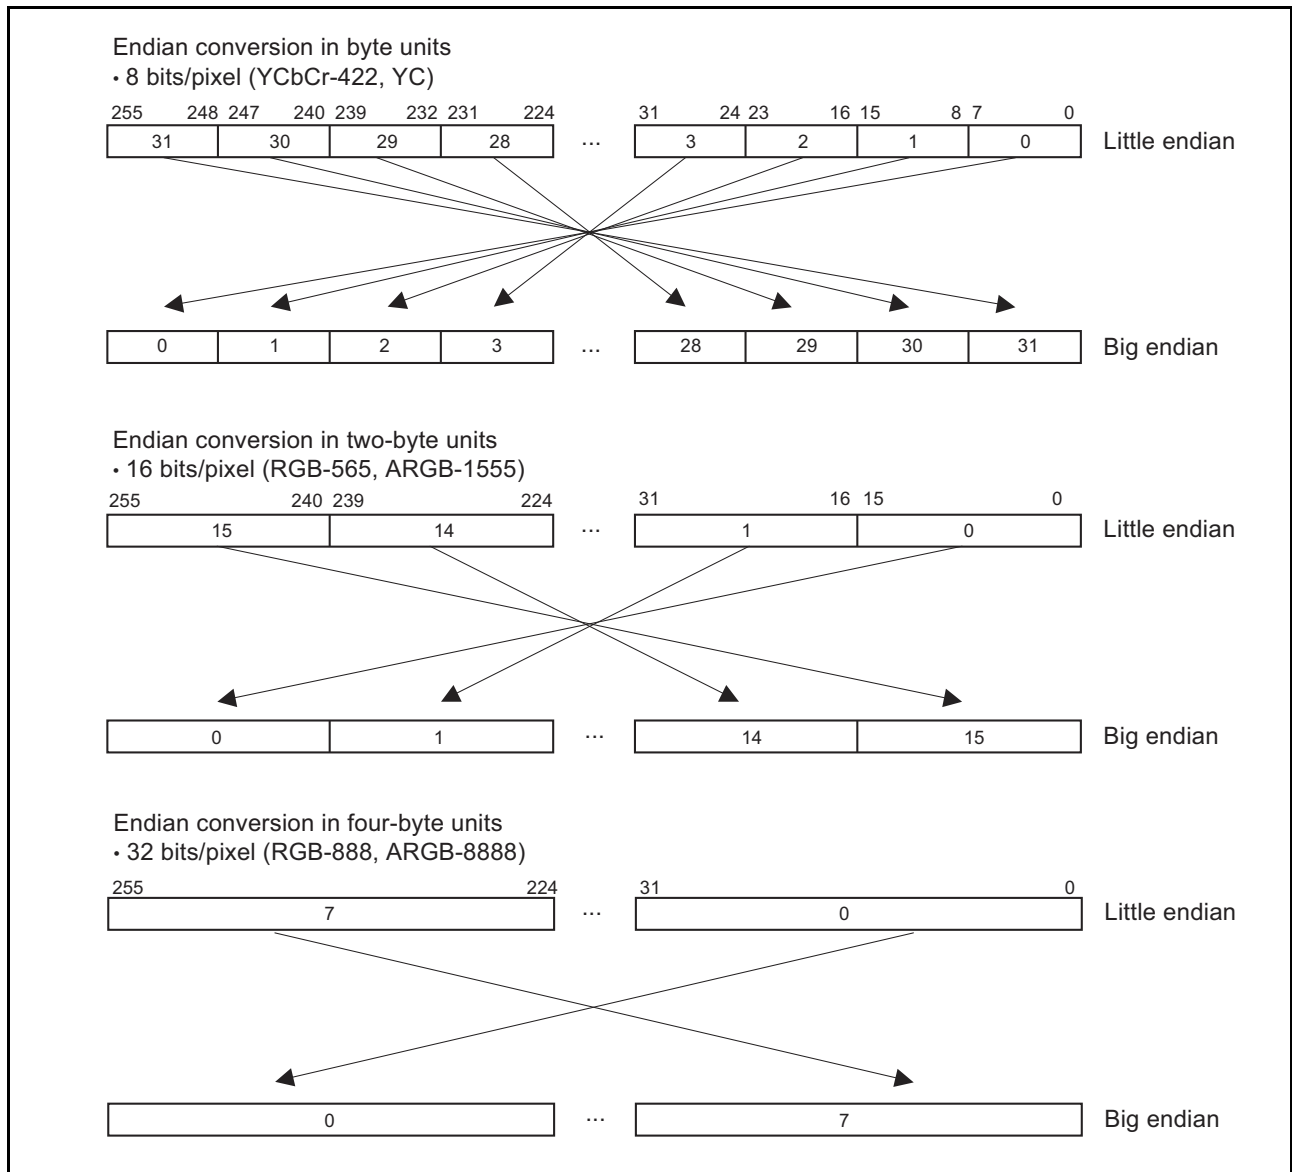 Endian conversion in byte units
• 8 bits/pixel (YCbCr-422, YC)
255 248 247 240 239 232 231 224 31 24 23 16 15 8 7 0
31 30 29 28 ... 3 2 1 0 Little endian
0 1 2 3 ... 28 29 30 31 Big endian
Endian conversion in two-byte units
• 16 bits/pixel (RGB-565, ARGB-1555)
255 240 239 224 31 16 15 0
15 14 ... 1 0 Little endian
0 1 ... 14 15 Big endian
Endian conversion in four-byte units
• 32 bits/pixel (RGB-888, ARGB-8888)
255 224 31 0
7 ... 0 Little endian
0 ... 7 Big endian